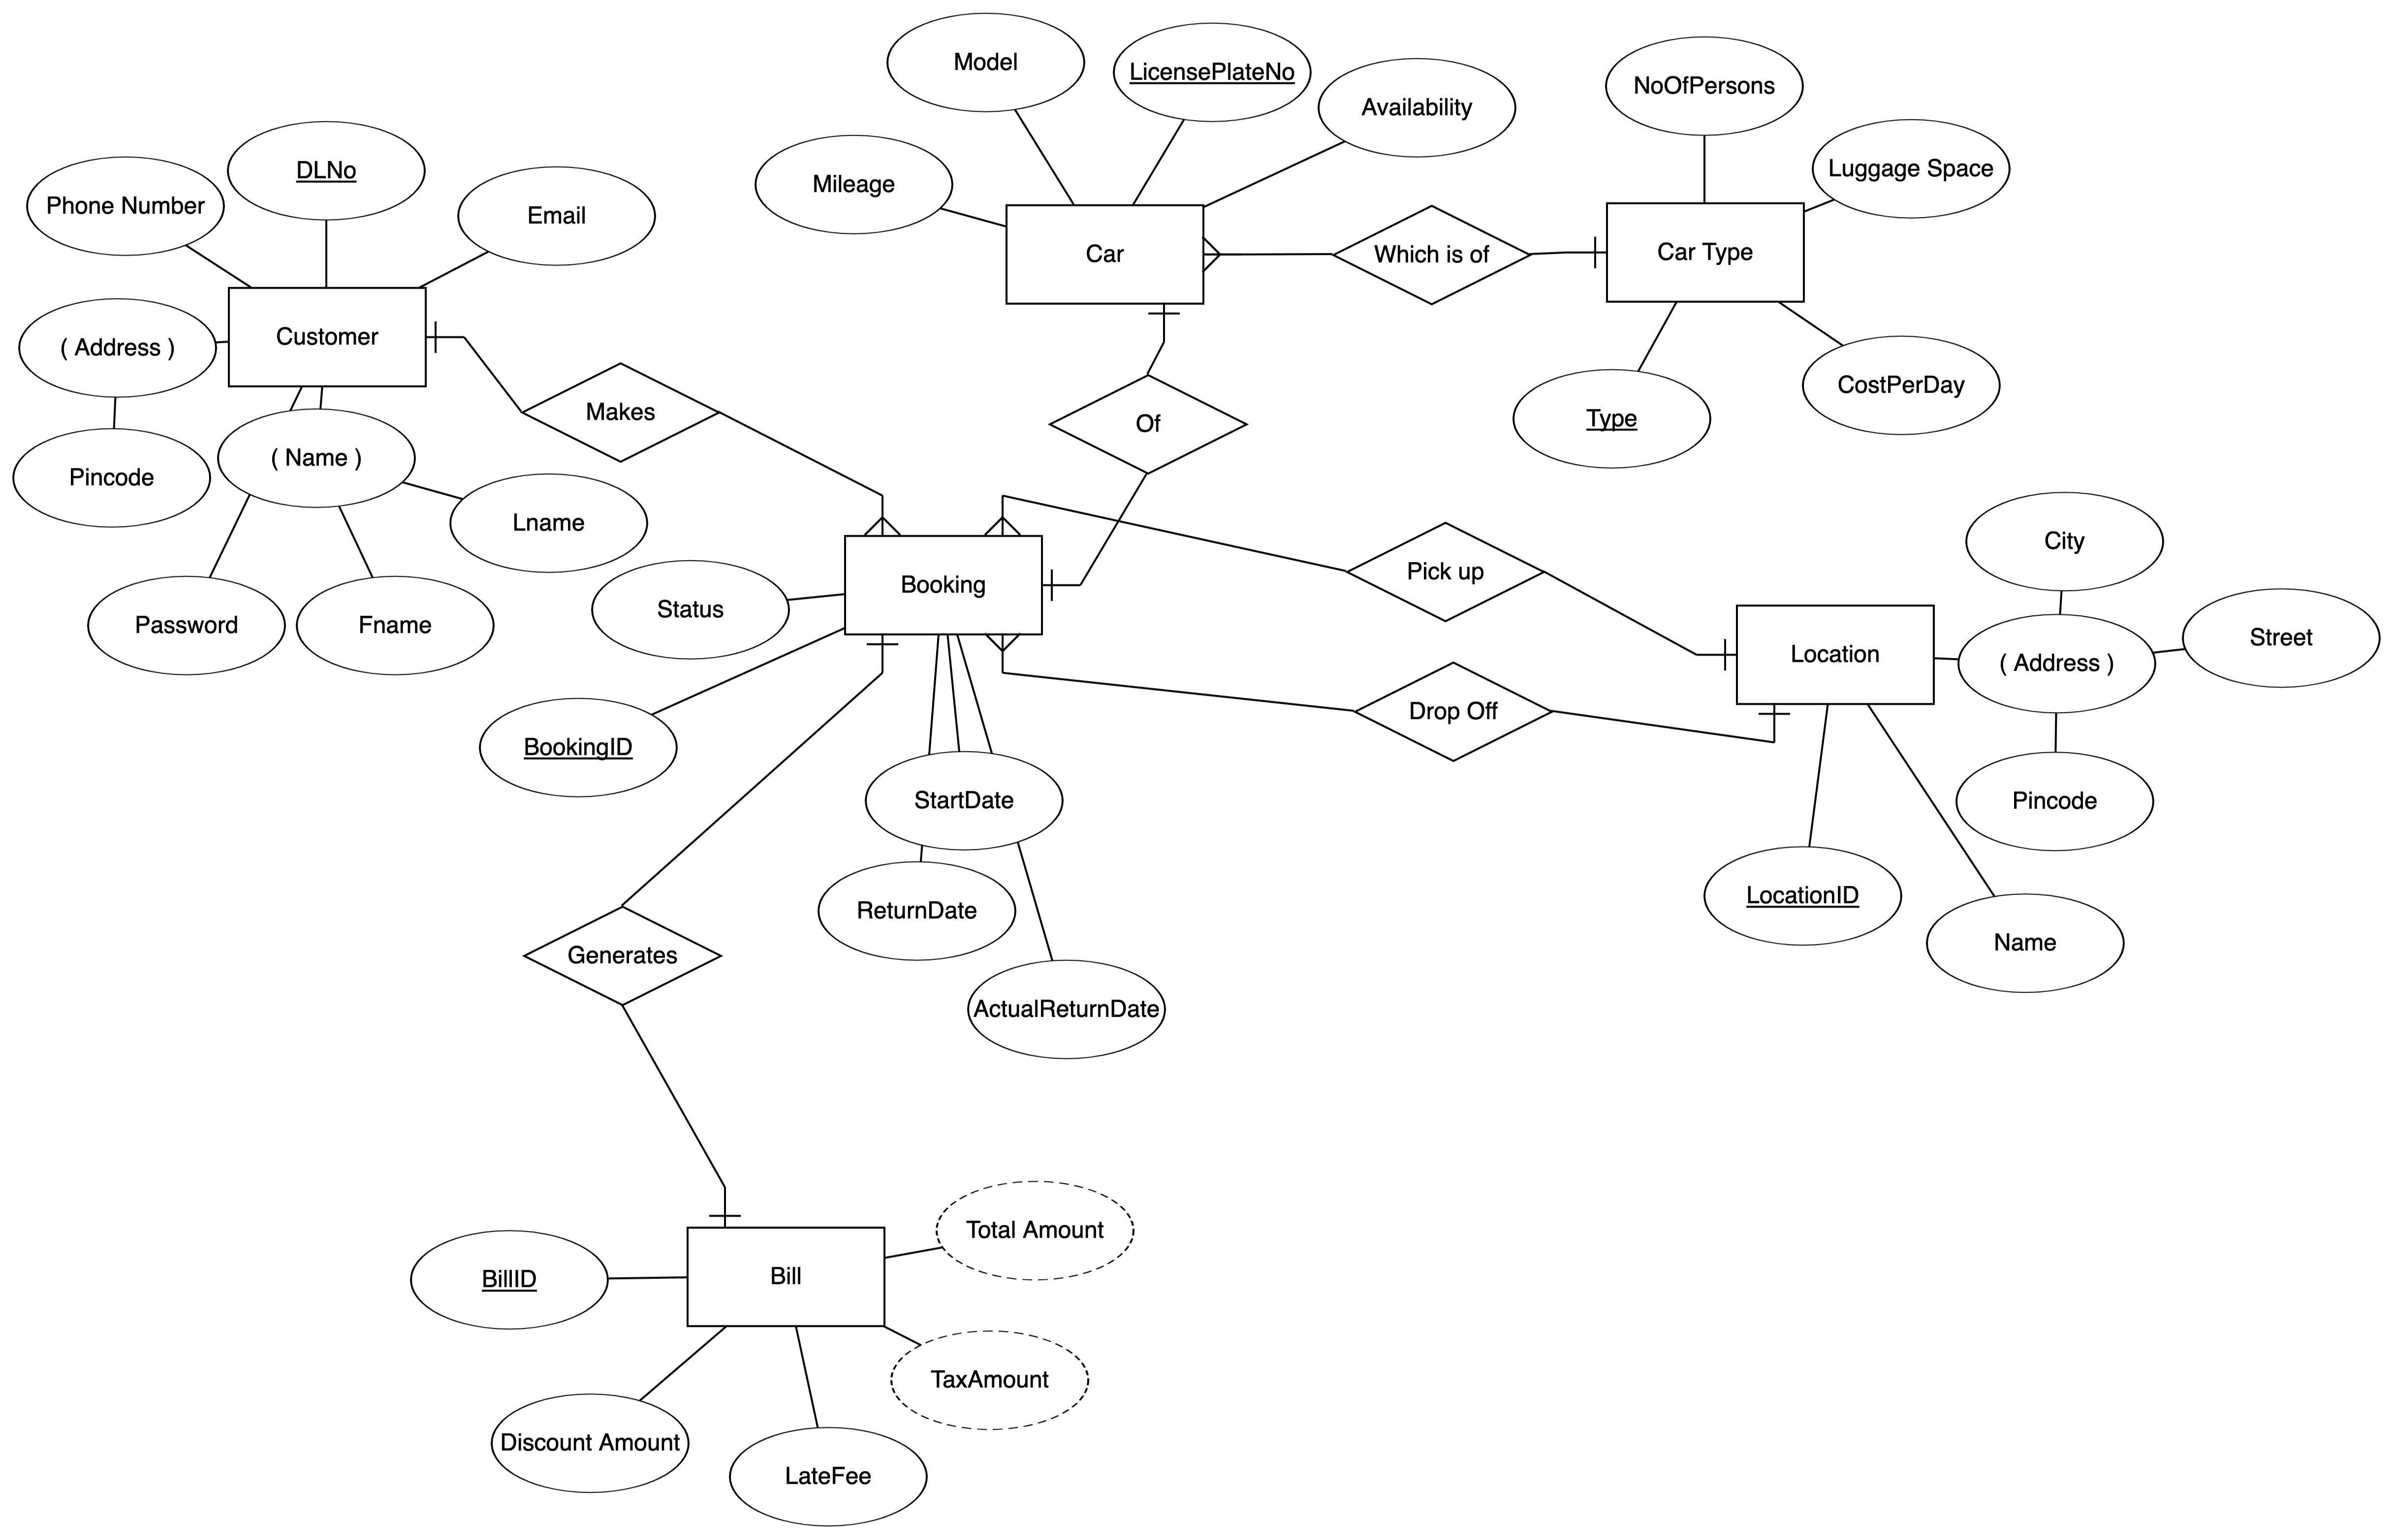 Model
LicensePlateNo
Availability
NoOfPersons
Mileage
Luggage Space
DLNo
Phone Number
Email
Car
Which is of
Car Type
Customer
( Address )
Makes
Of
Type
CostPerDay
( Name )
Pincode
Lname
Password
Fname
Status
Booking
Pick up
City
Street
Location
( Address )
Drop Off
BookingID
StartDate
Pincode
ReturnDate
LocationID
Name
Generates
ActualReturnDate
Total Amount
BillID
Bill
TaxAmount
Discount Amount
LateFee